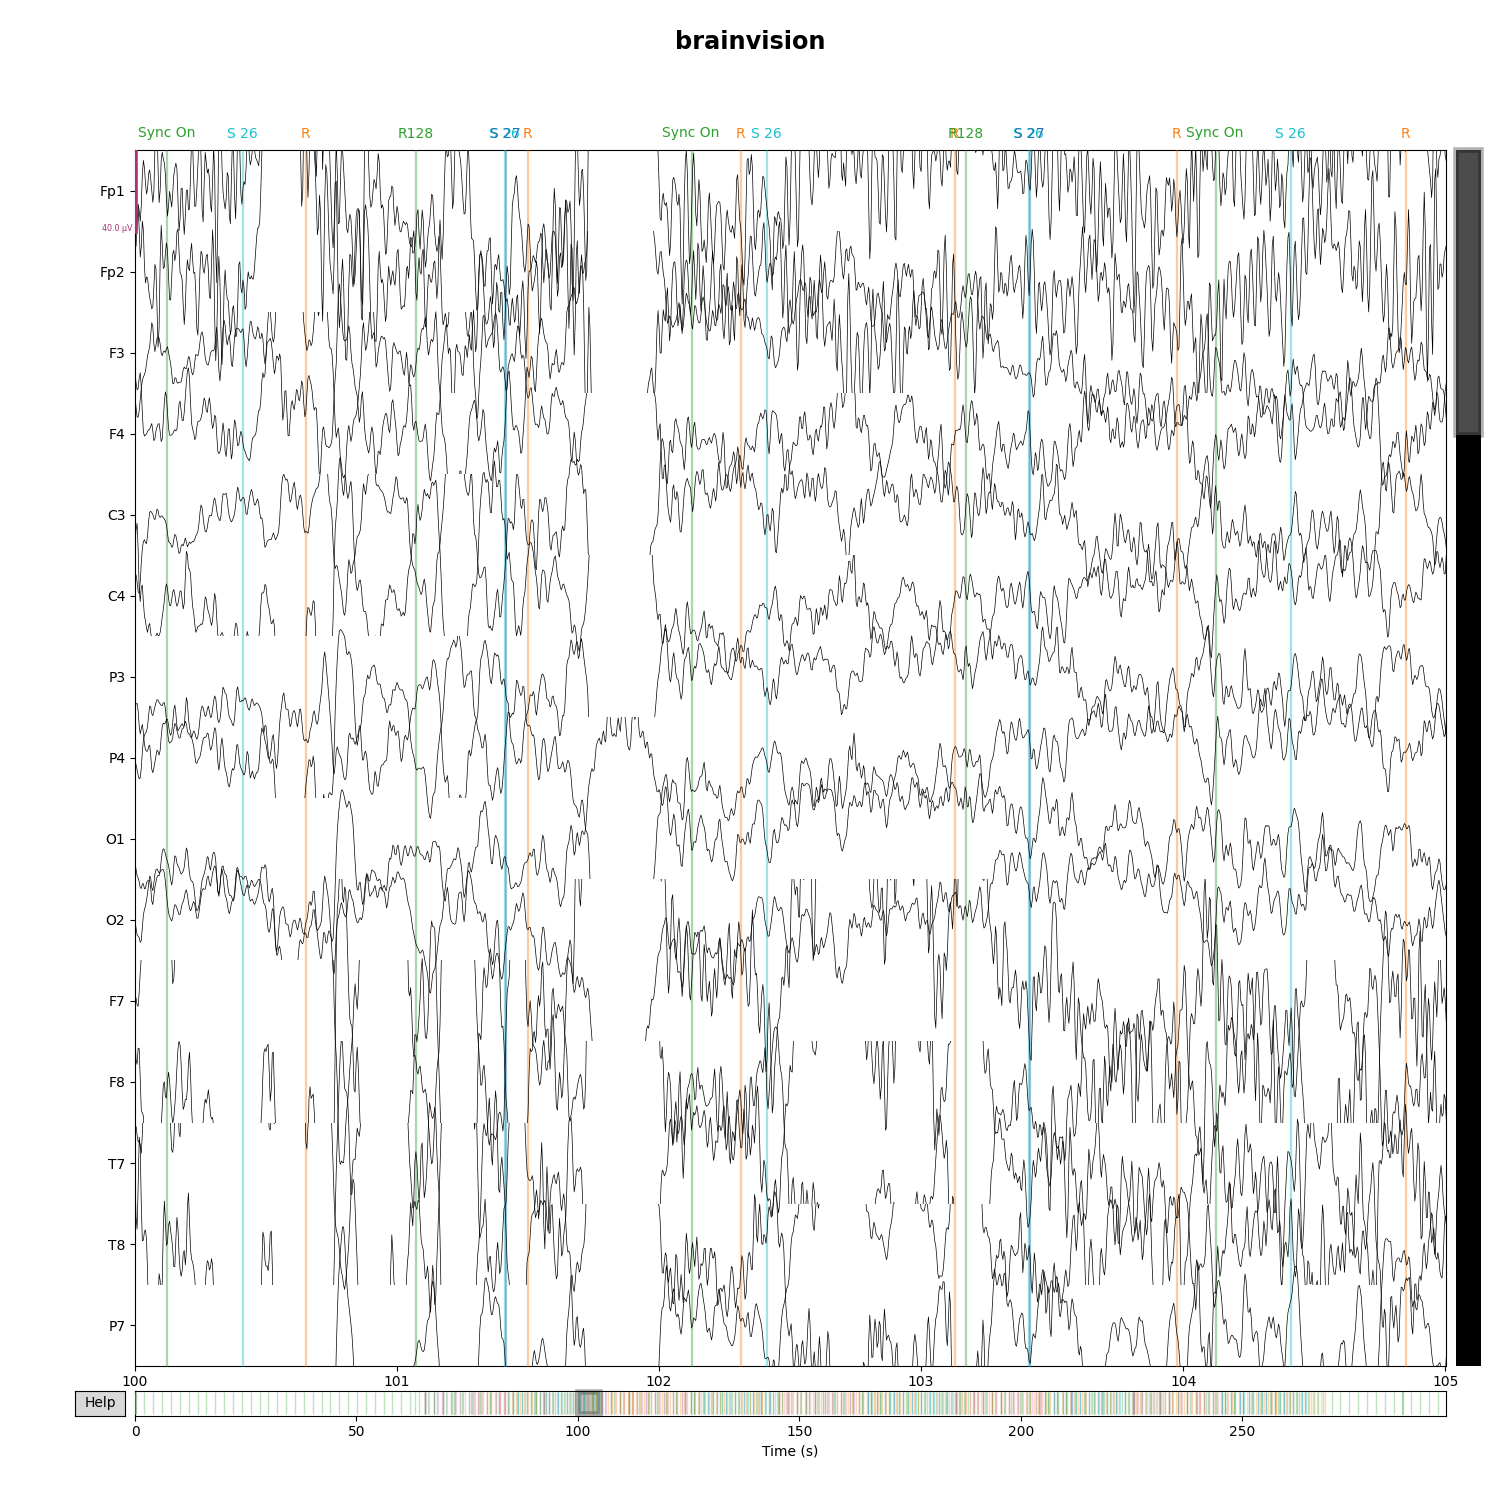 brainvision
Sync On S 26 R R128 S 27 R Sync On R S 26 R128 S 27 R Sync On S 26 R
Fp1
40.0 µV
Fp2
F3
F4
C3
C4
P3
P4
O1
O2
F7
F8
T7
T8
P7
100 101 102 103 104 105
Help
0 50 100 150 200 250
Time (s)